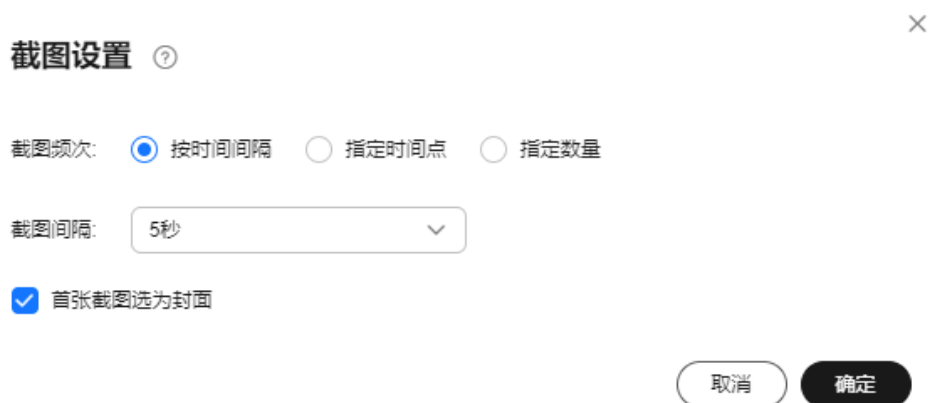 截图设置 ?
截图频次: 按时间间隔 指定时间点 指定数量
截图间隔: 5秒
首张截图选为封面
取消 确定